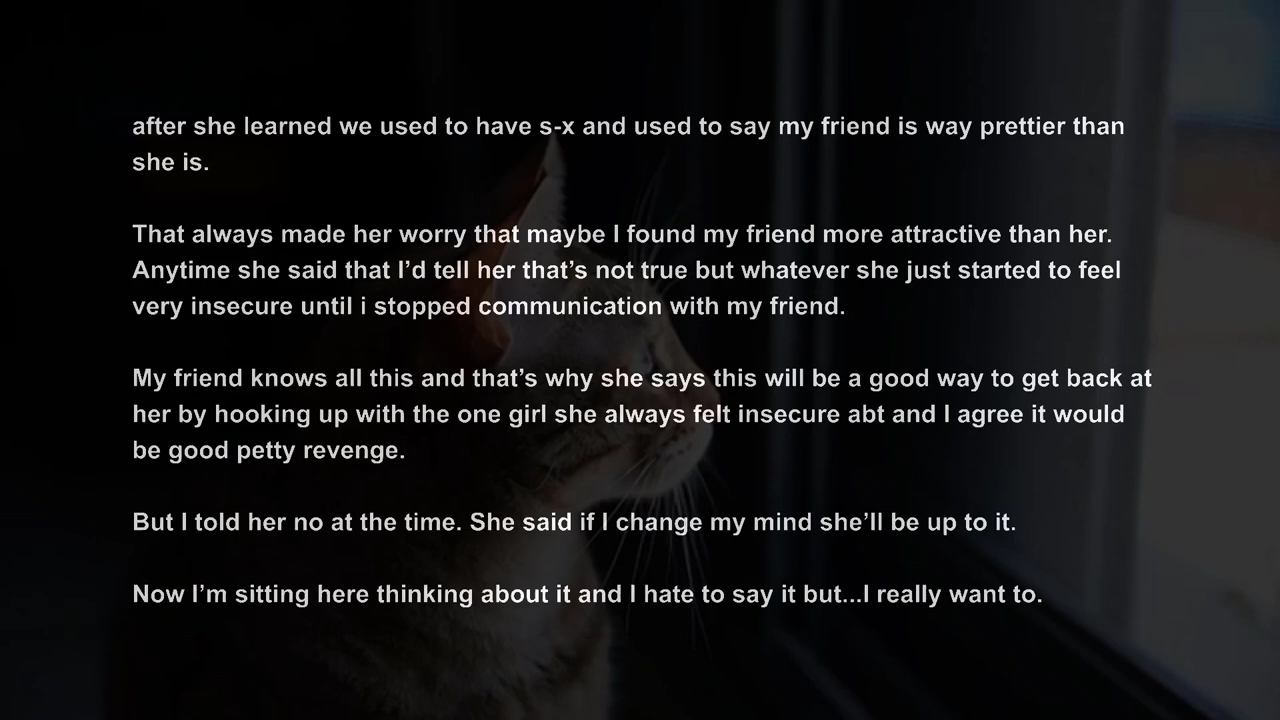 after she learned we used to have s-x and used to say my friend is way prettier than
she is.
That always made her worry that maybe I found my friend more attractive than her.
Anytime she said that I’d tell her that’s not true but whatever she just started to feel
very insecure until i stopped communication with my friend.
My friend knows all this and that’s why she says this will be a good way to get back at
her by hooking up with the one girl she always felt insecure abt and I agree it would
be good petty revenge.
But I told her no at the time. She said if I change my mind she’ll be up to it.
Now I’m sitting here thinking about it and I hate to say it but...I really want to.